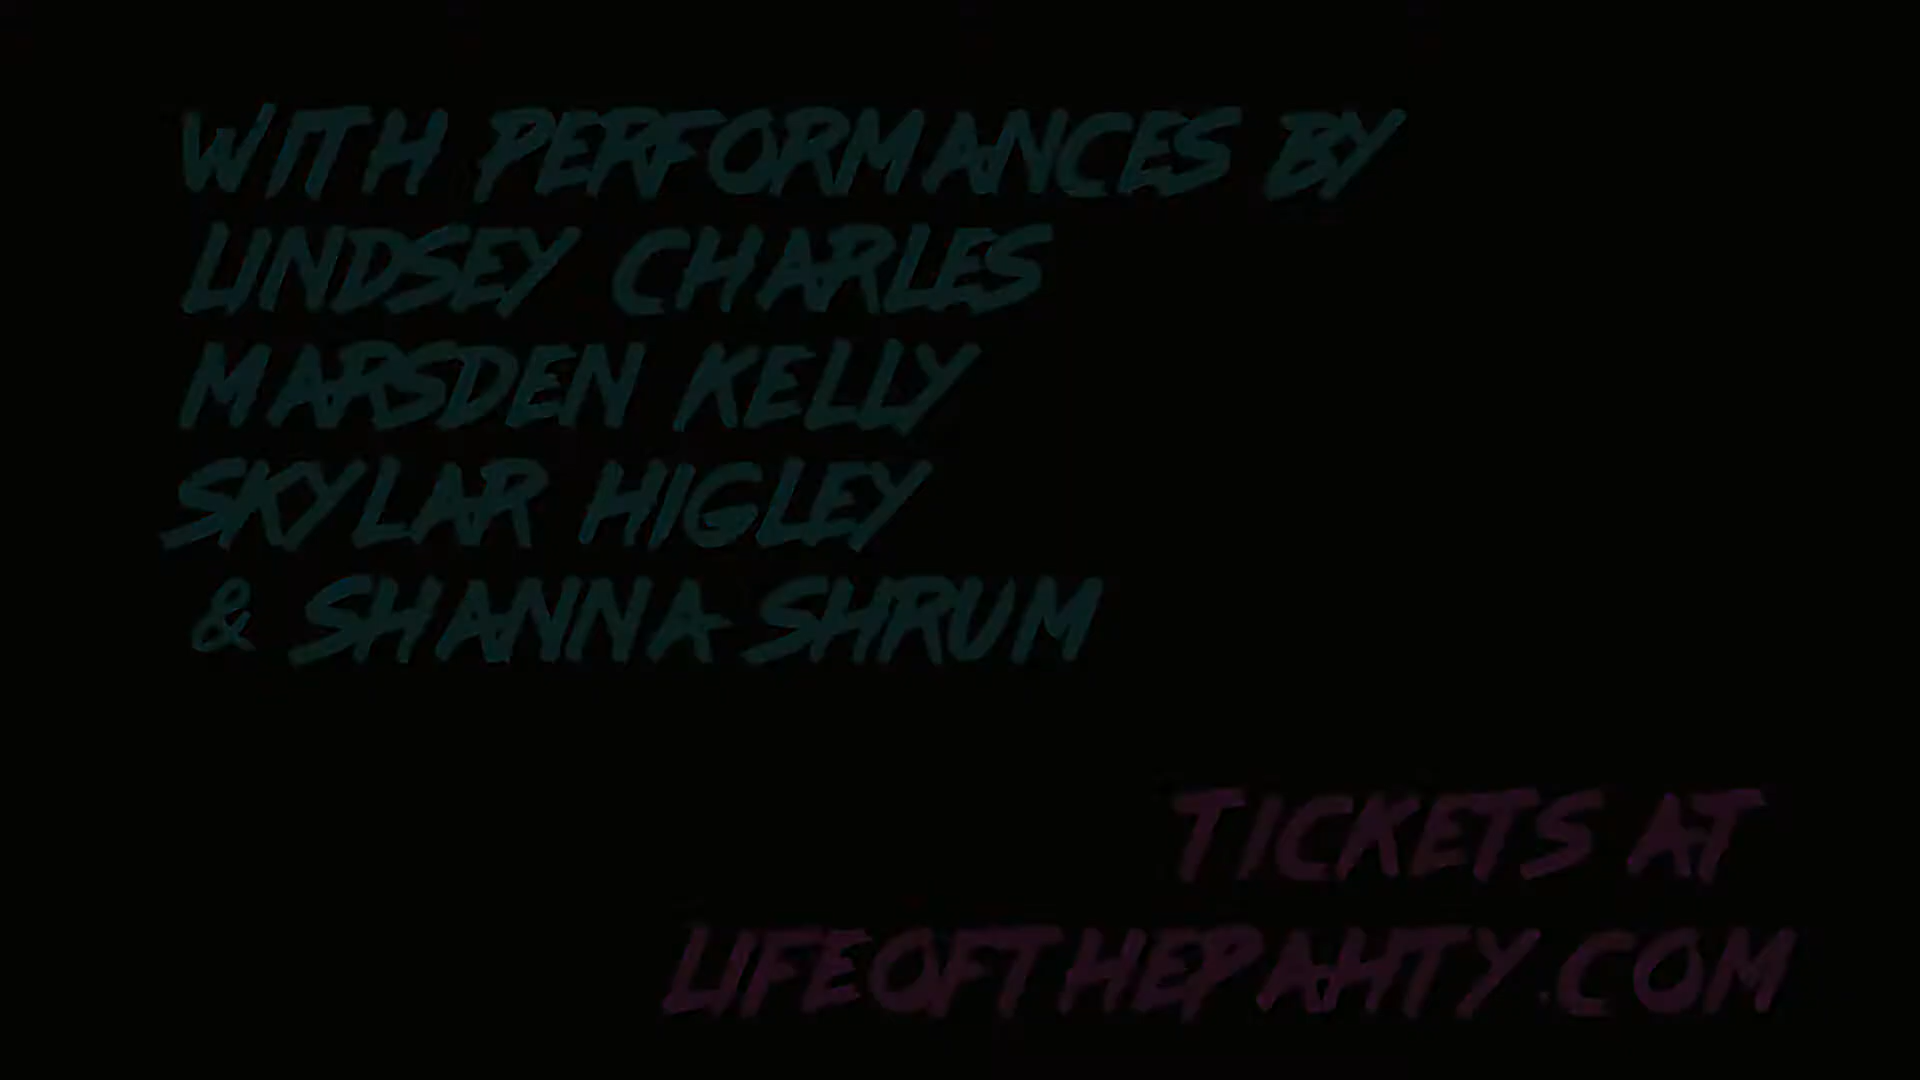 WITH PERFORMANCES BY
LINDSEY CHARLES
MARSDEN KELLY
SKYLAR HIGLEY
& SHANNA SHRUM
TICKETS AT
LIFEOFTHEPAHTY.COM